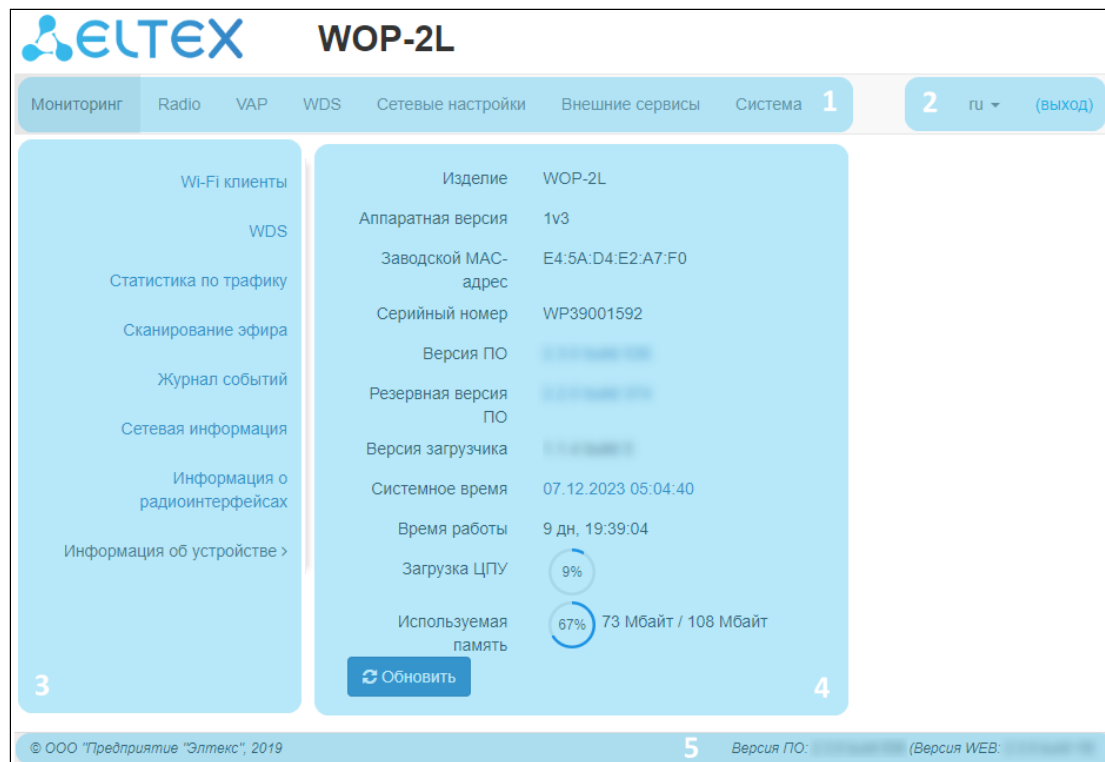 ELTEX WOP-2L
Мониторинг Radio VAP WDS Сетевые настройки Внешние сервисы Система 1 2 ru (выход)
Wi-Fi клиенты
WDS
Статистика по трафику
Сканирование эфира
Журнал событий
Сетевая информация
Информация о
радиоинтерфейсах
Информация об устройстве >
3
Изделие WOP-2L
Аппаратная версия 1v3
Заводской MAC- E4:5A:D4:E2:A7:F0
адрес
Серийный номер WP39001592
Версия ПО
Резервная версия
ПО
Версия загрузчика
Системное время 07.12.2023 05:04:40
Время работы 9 дн, 19:39:04
Загрузка ЦПУ 9%
Используемая 67% 73 Мбайт / 108 Мбайт
память
Обновить
4
© ООО "Предприятие "Элтекс", 2019 5 Версия ПО: (Версия WEB: